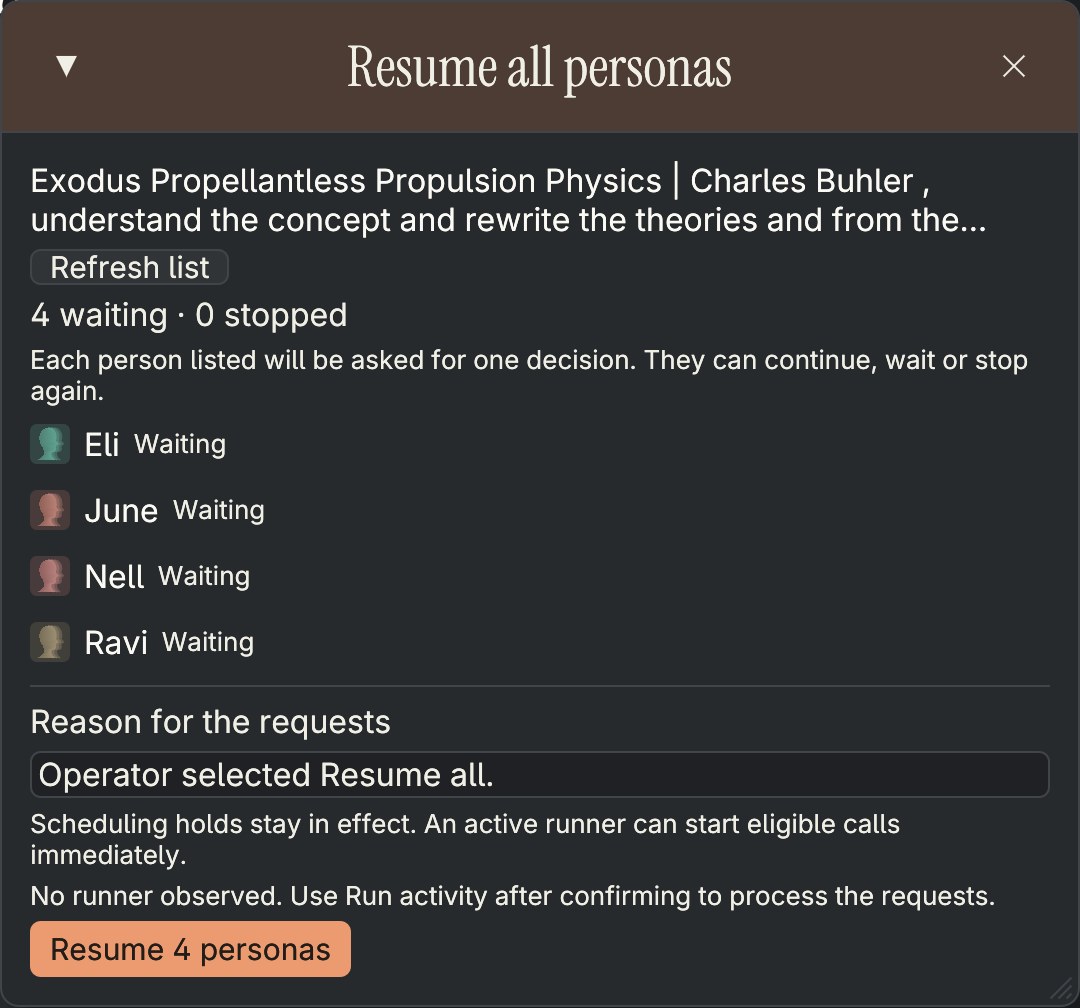 Resume all personas
Exodus Propellantless Propulsion Physics | Charles Buhler ,
understand the concept and rewrite the theories and from the...
Refresh list
4 waiting · 0 stopped
Each person listed will be asked for one decision. They can continue, wait or stop
again.
Eli Waiting
June Waiting
Nell Waiting
Ravi Waiting
Reason for the requests
Operator selected Resume all.
Scheduling holds stay in effect. An active runner can start eligible calls
immediately.
No runner observed. Use Run activity after confirming to process the requests.
Resume 4 personas